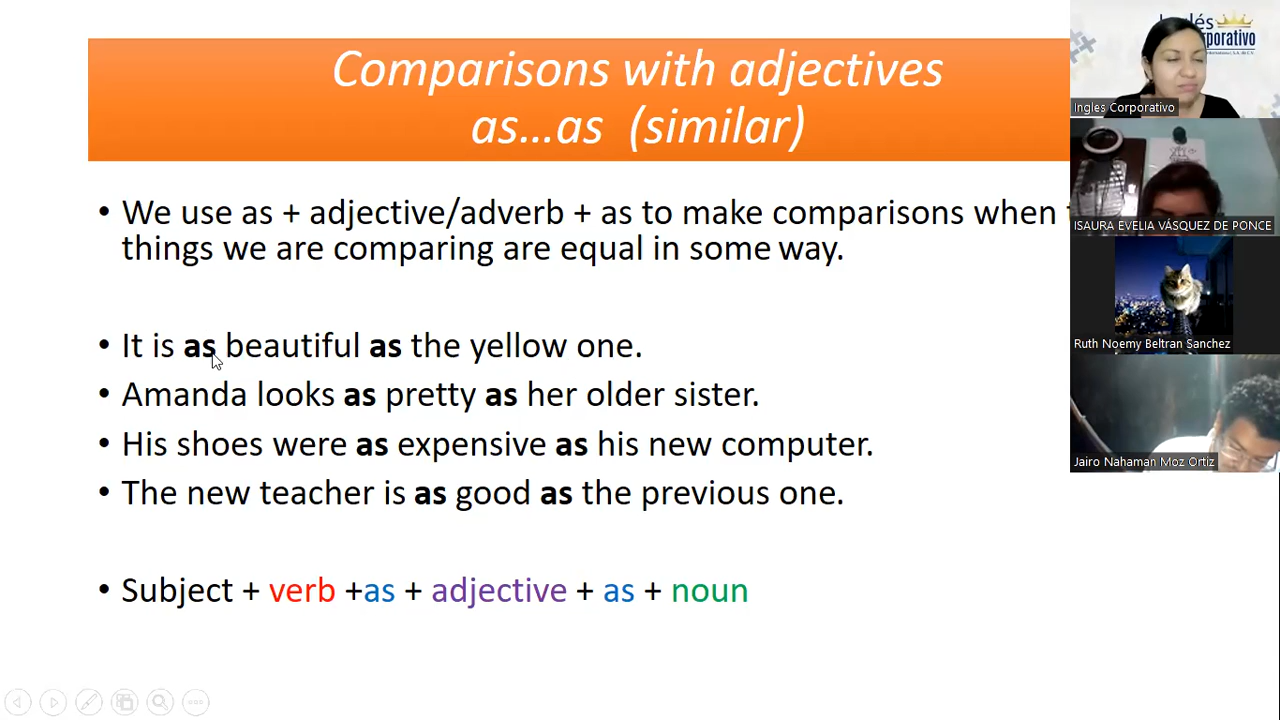 Comparisons with adjectives
as...as (similar)
• We use as + adjective/adverb + as to make comparisons when
things we are comparing are equal in some way.
• It is as beautiful as the yellow one.
• Amanda looks as pretty as her older sister.
• His shoes were as expensive as his new computer.
• The new teacher is as good as the previous one.
• Subject + verb +as + adjective + as + noun
Ingles Corporativo
ISAURA EVELIA VÁSQUEZ DE PONCE
Ruth Noemy Beltran Sanchez
Jairo Nahaman Moz Ortiz